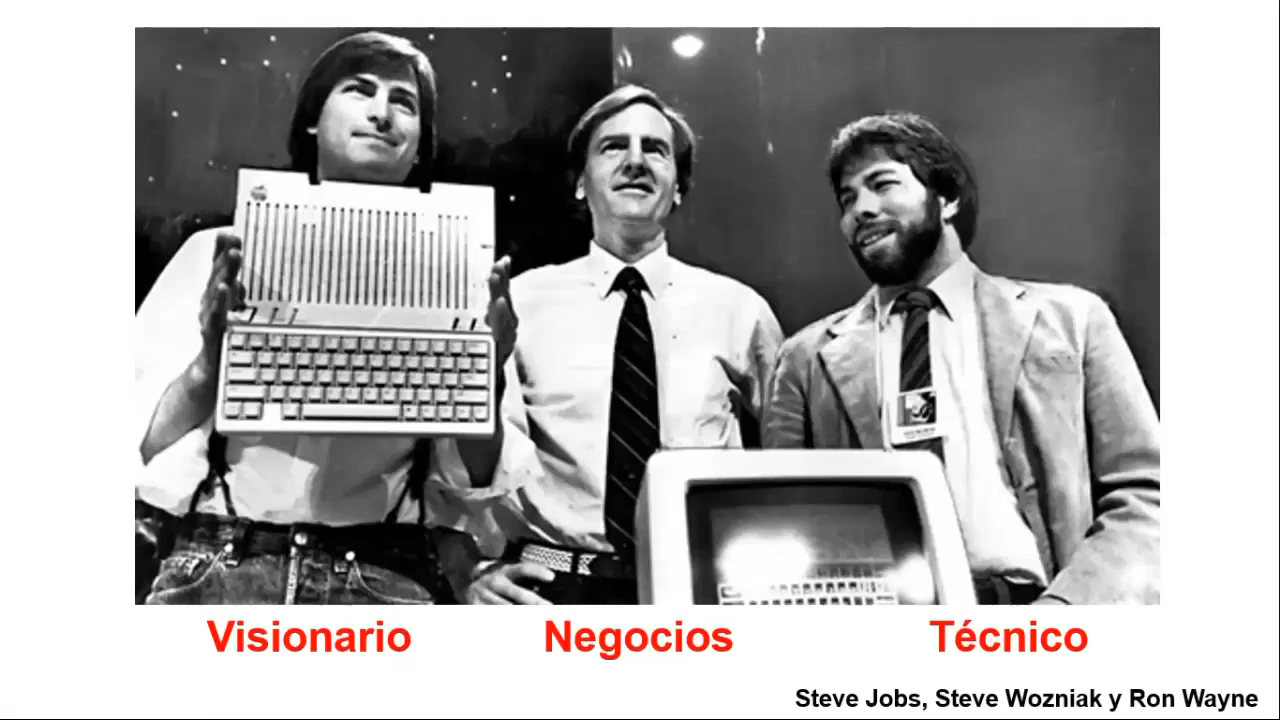 Visionario
Negocios
Técnico
Steve Jobs, Steve Wozniak y Ron Wayne